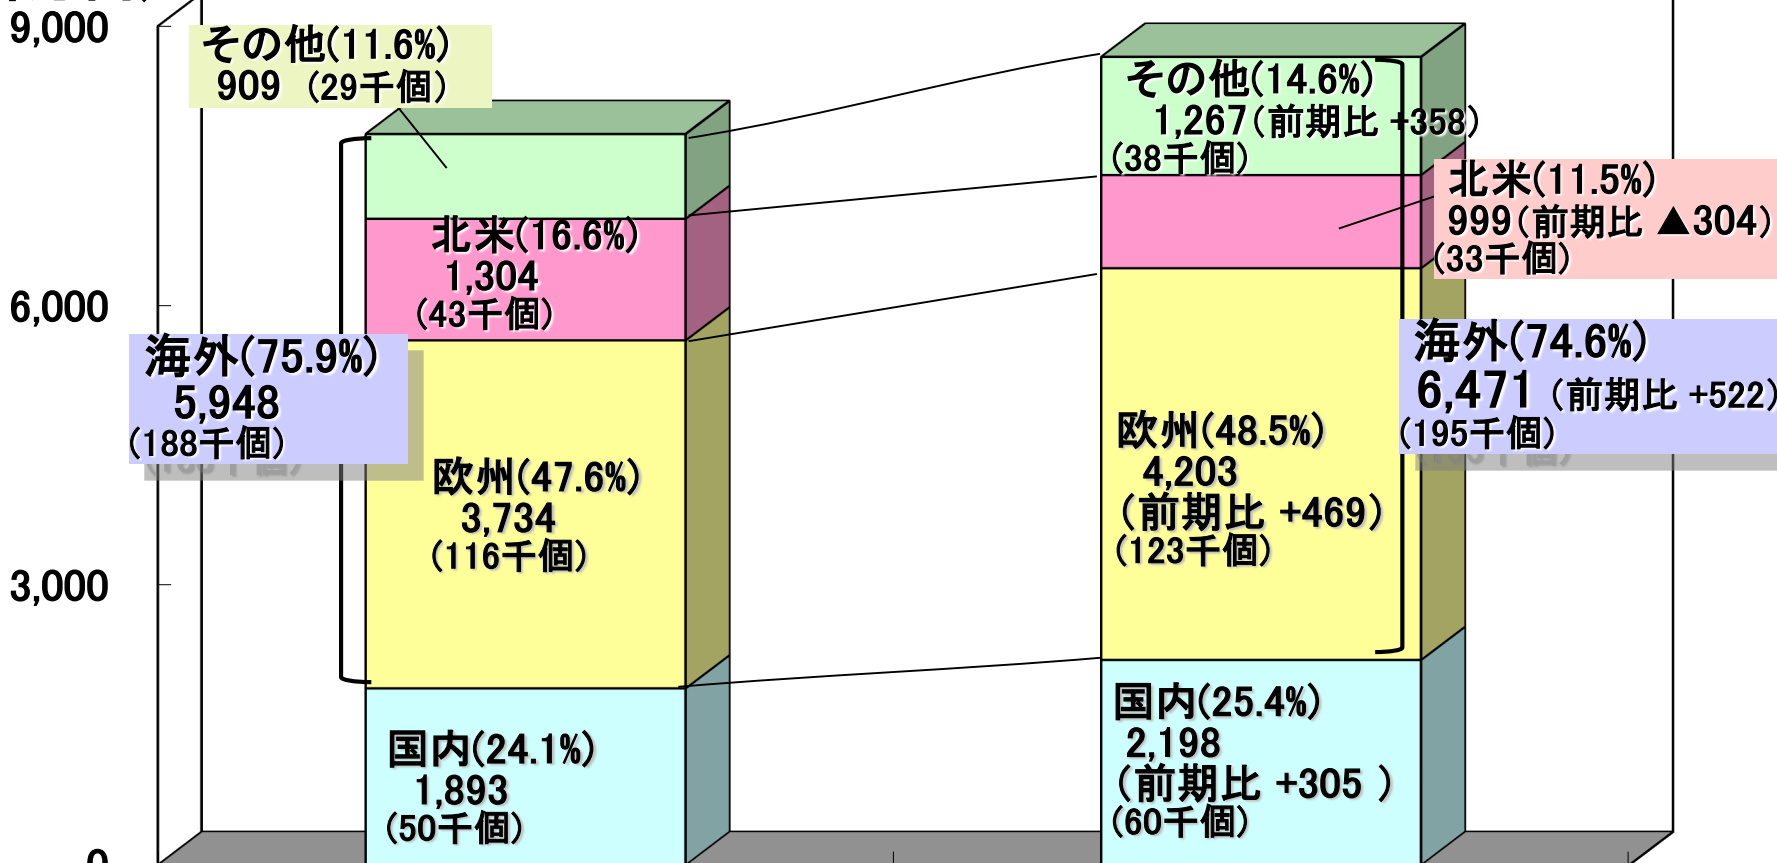 9,000
6,000
3,000
0
その他(11.6%)
909 (29千個)
北米(16.6%)
1,304
(43千個)
海外(75.9%)
5,948
(188千個)
欧州(47.6%)
3,734
(116千個)
国内(24.1%)
1,893
(50千個)
その他(14.6%)
1,267(前期比 +358)
(38千個)
北米(11.5%)
999(前期比 ▲304)
(33千個)
海外(74.6%)
6,471 (前期比 +522)
(195千個)
欧州(48.5%)
4,203
(前期比 +469)
(123千個)
国内(25.4%)
2,198
(前期比 +305 )
(60千個)